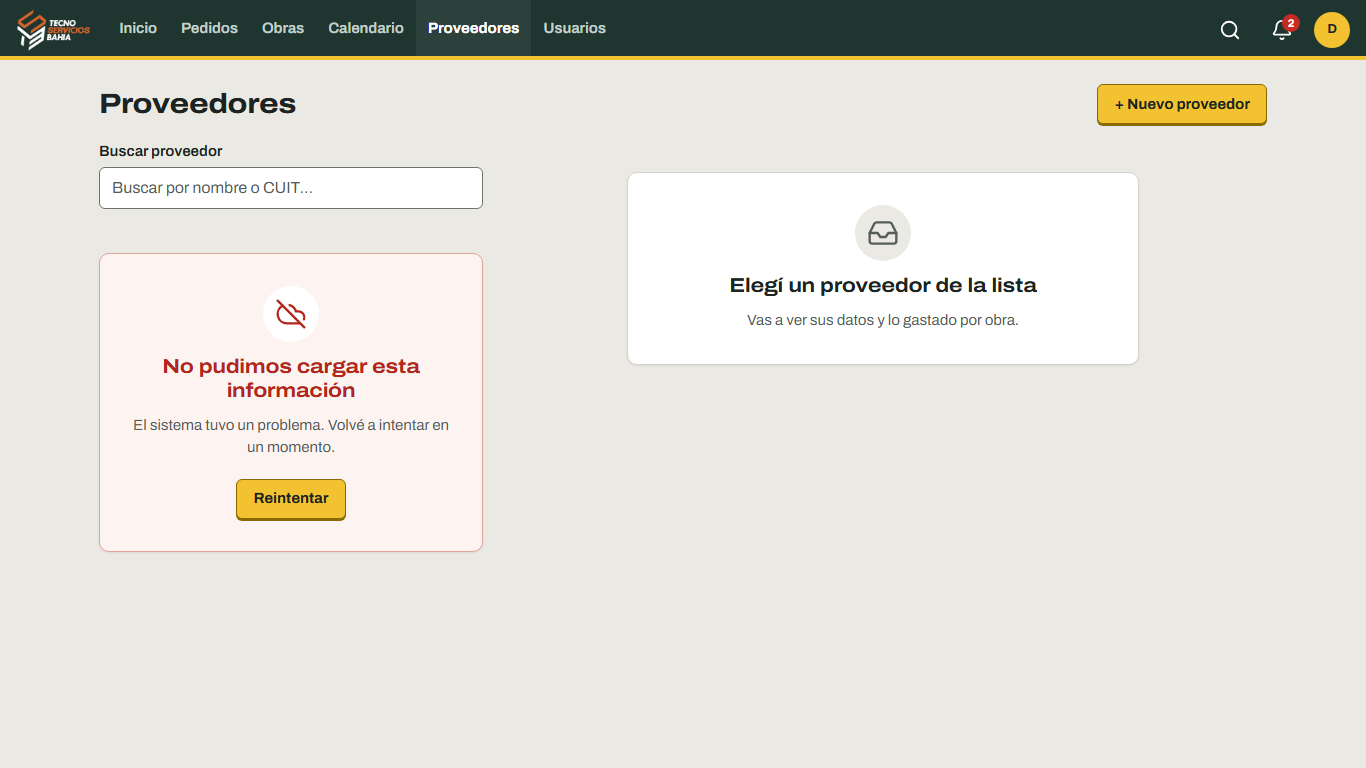 TECNO
SERVICIOS
BAHIA
Inicio
Pedidos
Obras
Calendario
Proveedores
Usuarios
2
D
Proveedores
+ Nuevo proveedor
Buscar proveedor
Buscar por nombre o CUIT...
No pudimos cargar esta
información
El sistema tuvo un problema. Volvé a intentar en
un momento.
Reintentar
Elegí un proveedor de la lista
Vas a ver sus datos y lo gastado por obra.